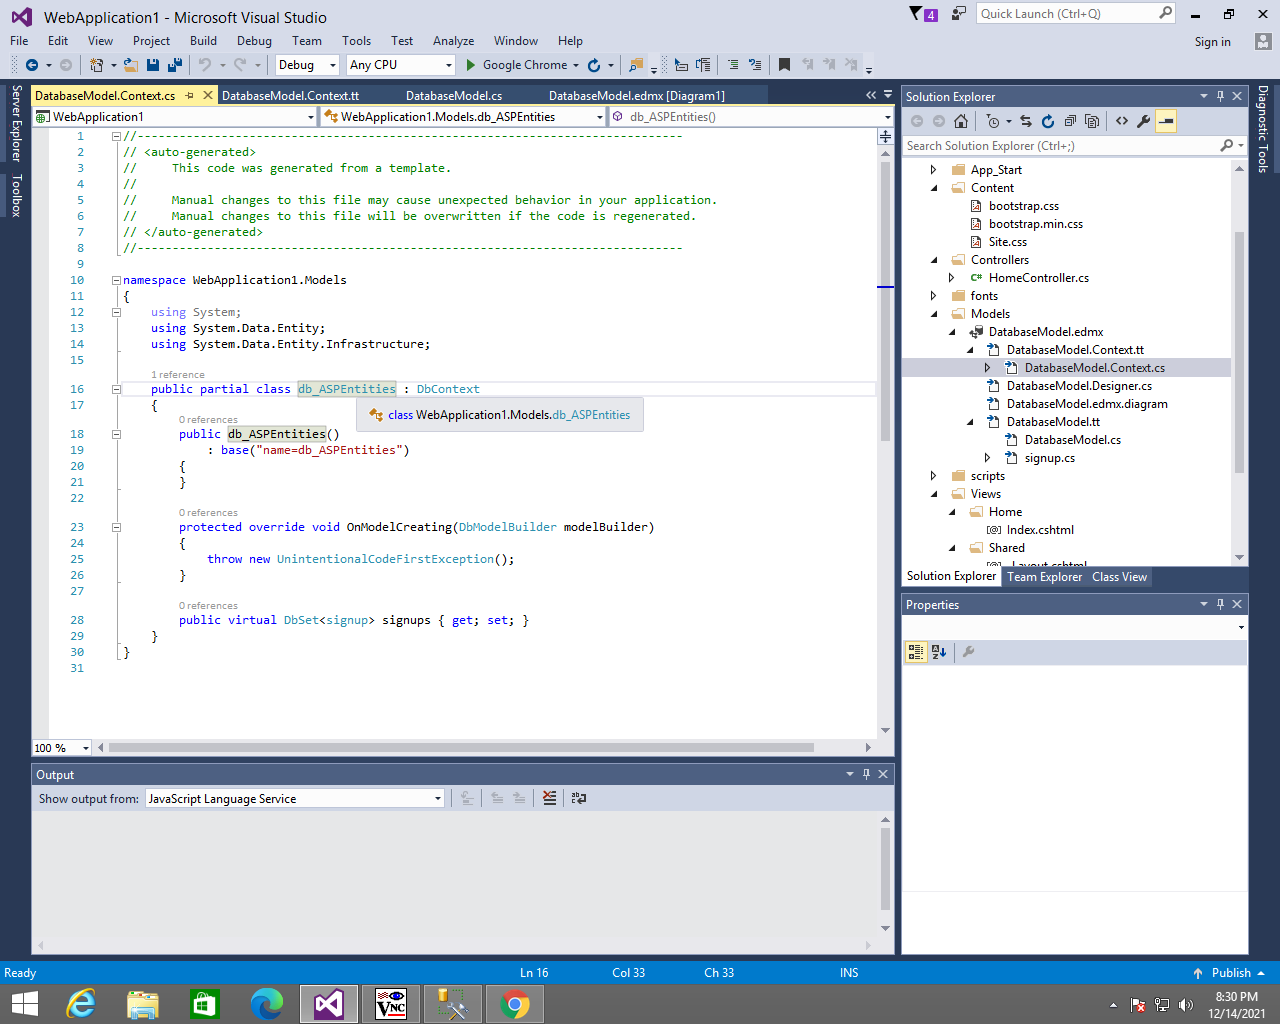 WebApplication1 - Microsoft Visual Studio
4
Quick Launch (Ctrl+Q)
File Edit View Project Build Debug Team Tools Test Analyze Window Help
Sign in
Debug
Any CPU
Google Chrome
Server Explorer
Toolbox
DatabaseModel.Context.cs
DatabaseModel.Context.tt
DatabaseModel.cs
DatabaseModel.edmx [Diagram1]
WebApplication1
WebApplication1.Models.db_ASPEntities
db_ASPEntities()
1 //------------------------------------------------------------------------------
2 // <auto-generated>
3 //     This code was generated from a template.
4 //
5 //     Manual changes to this file may cause unexpected behavior in your application.
6 //     Manual changes to this file will be overwritten if the code is regenerated.
7 // </auto-generated>
8 //------------------------------------------------------------------------------
9
10 namespace WebApplication1.Models
11 {
12     using System;
13     using System.Data.Entity;
14     using System.Data.Entity.Infrastructure;
15
1 reference
16     public partial class db_ASPEntities : DbContext
17     {
class WebApplication1.Models.db_ASPEntities
0 references
18         public db_ASPEntities()
19             : base("name=db_ASPEntities")
20         {
21         }
22
0 references
23         protected override void OnModelCreating(DbModelBuilder modelBuilder)
24         {
25             throw new UnintentionalCodeFirstException();
26         }
27
0 references
28         public virtual DbSet<signup> signups { get; set; }
29     }
30 }
31
100 %
Output
Show output from: JavaScript Language Service
Solution Explorer
Search Solution Explorer (Ctrl+;)
App_Start
Content
bootstrap.css
bootstrap.min.css
Site.css
Controllers
C# HomeController.cs
fonts
Models
DatabaseModel.edmx
DatabaseModel.Context.tt
DatabaseModel.Context.cs
DatabaseModel.Designer.cs
DatabaseModel.edmx.diagram
DatabaseModel.tt
DatabaseModel.cs
signup.cs
scripts
Views
Home
[@] Index.cshtml
Shared
[@] _Layout.cshtml
Solution Explorer Team Explorer Class View
Properties
Diagnostic Tools
Ready
Ln 16
Col 33
Ch 33
INS
Publish
VNC
8:30 PM
12/14/2021